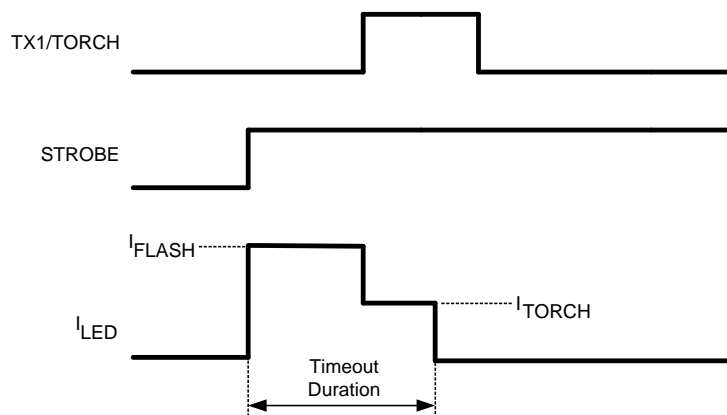 TX1/TORCH
STROBE
IFLASH
ITORCH
ILED
Timeout
Duration